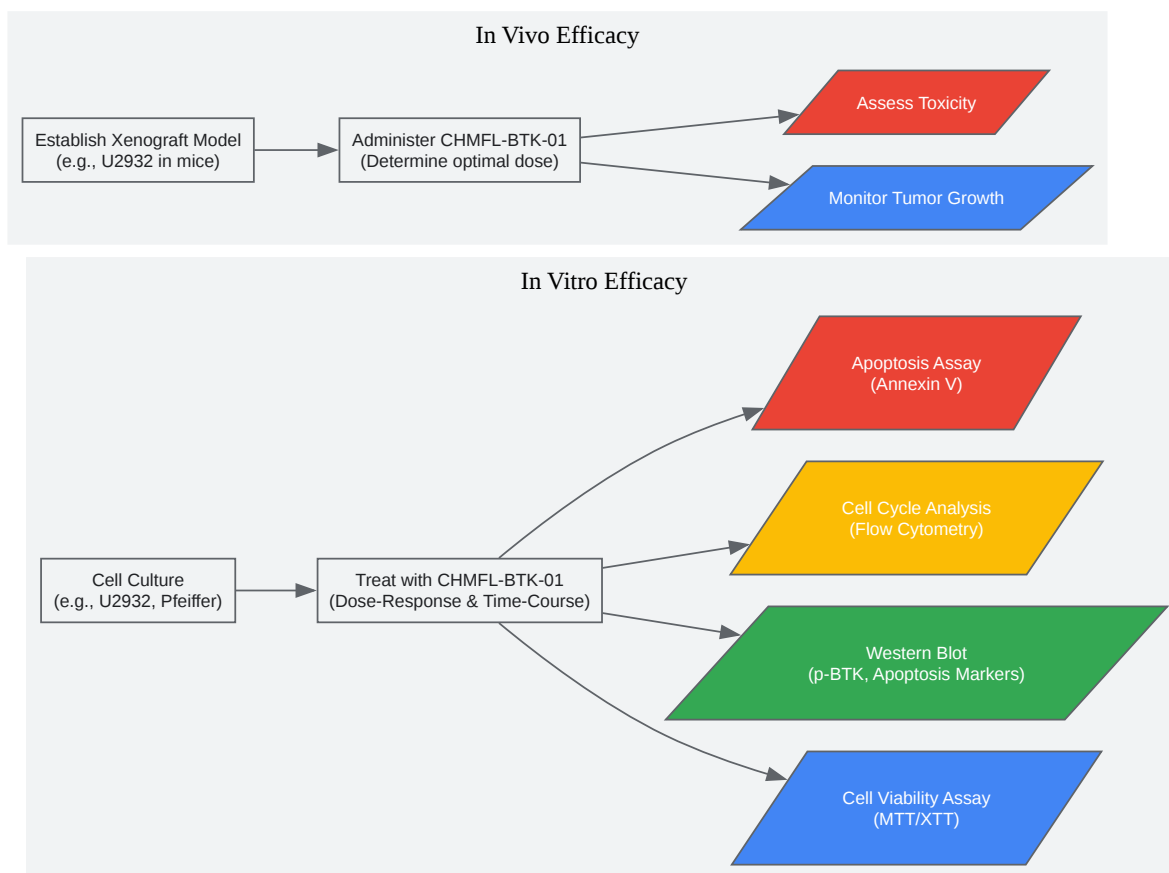 In Vivo Efficacy
Establish Xenograft Model
(e.g., U2932 in mice)
Administer CHMFL-BTK-01
(Determine optimal dose)
Assess Toxicity
Monitor Tumor Growth
In Vitro Efficacy
Cell Culture
(e.g., U2932, Pfeiffer)
Treat with CHMFL-BTK-01
(Dose-Response & Time-Course)
Apoptosis Assay
(Annexin V)
Cell Cycle Analysis
(Flow Cytometry)
Western Blot
(p-BTK, Apoptosis Markers)
Cell Viability Assay
(MTT/XTT)